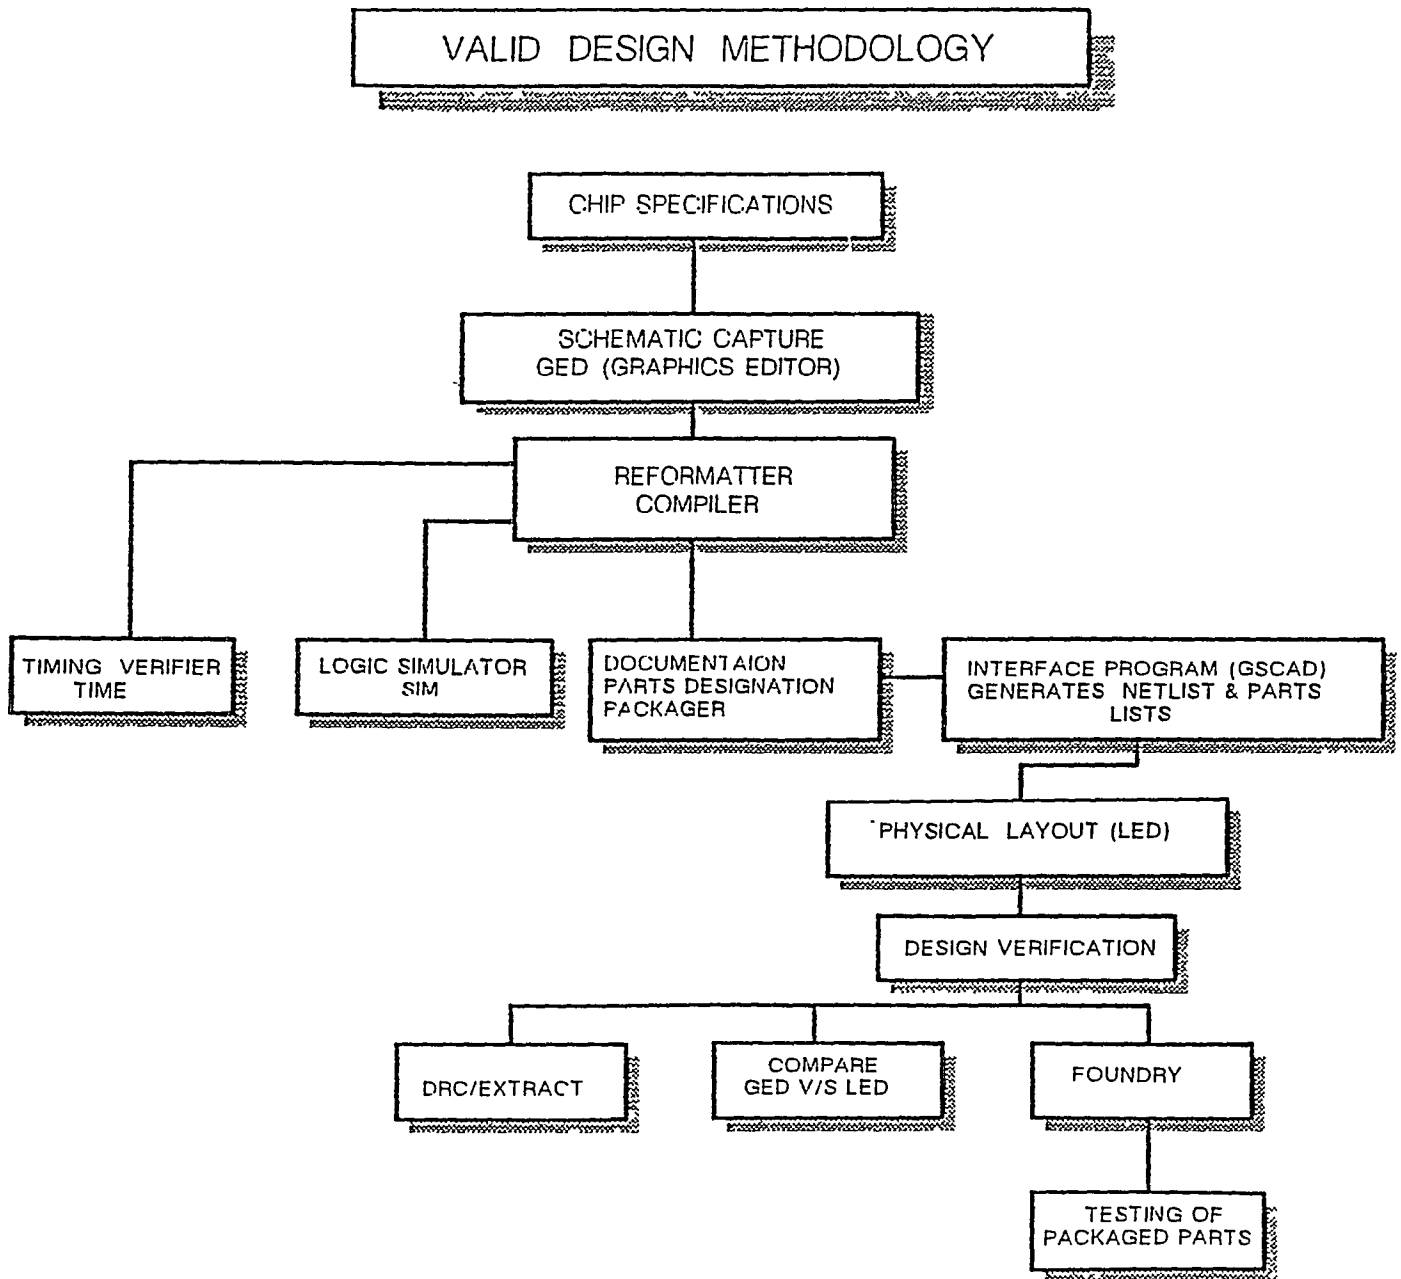 VALID DESIGN METHODOLOGY
CHIP SPECIFICATIONS
SCHEMATIC CAPTURE
GED (GRAPHICS EDITOR)
REFORMATTER
COMPILER
TIMING VERIFIER
TIME
LOGIC SIMULATOR
SIM
DOCUMENTAION
PARTS DESIGNATION
PACKAGER
INTERFACE PROGRAM (GSCAD)
GENERATES NETLIST & PARTS
LISTS
PHYSICAL LAYOUT (LED)
DESIGN VERIFICATION
DRC/EXTRACT
COMPARE
GED V/S LED
FOUNDRY
TESTING OF
PACKAGED PARTS